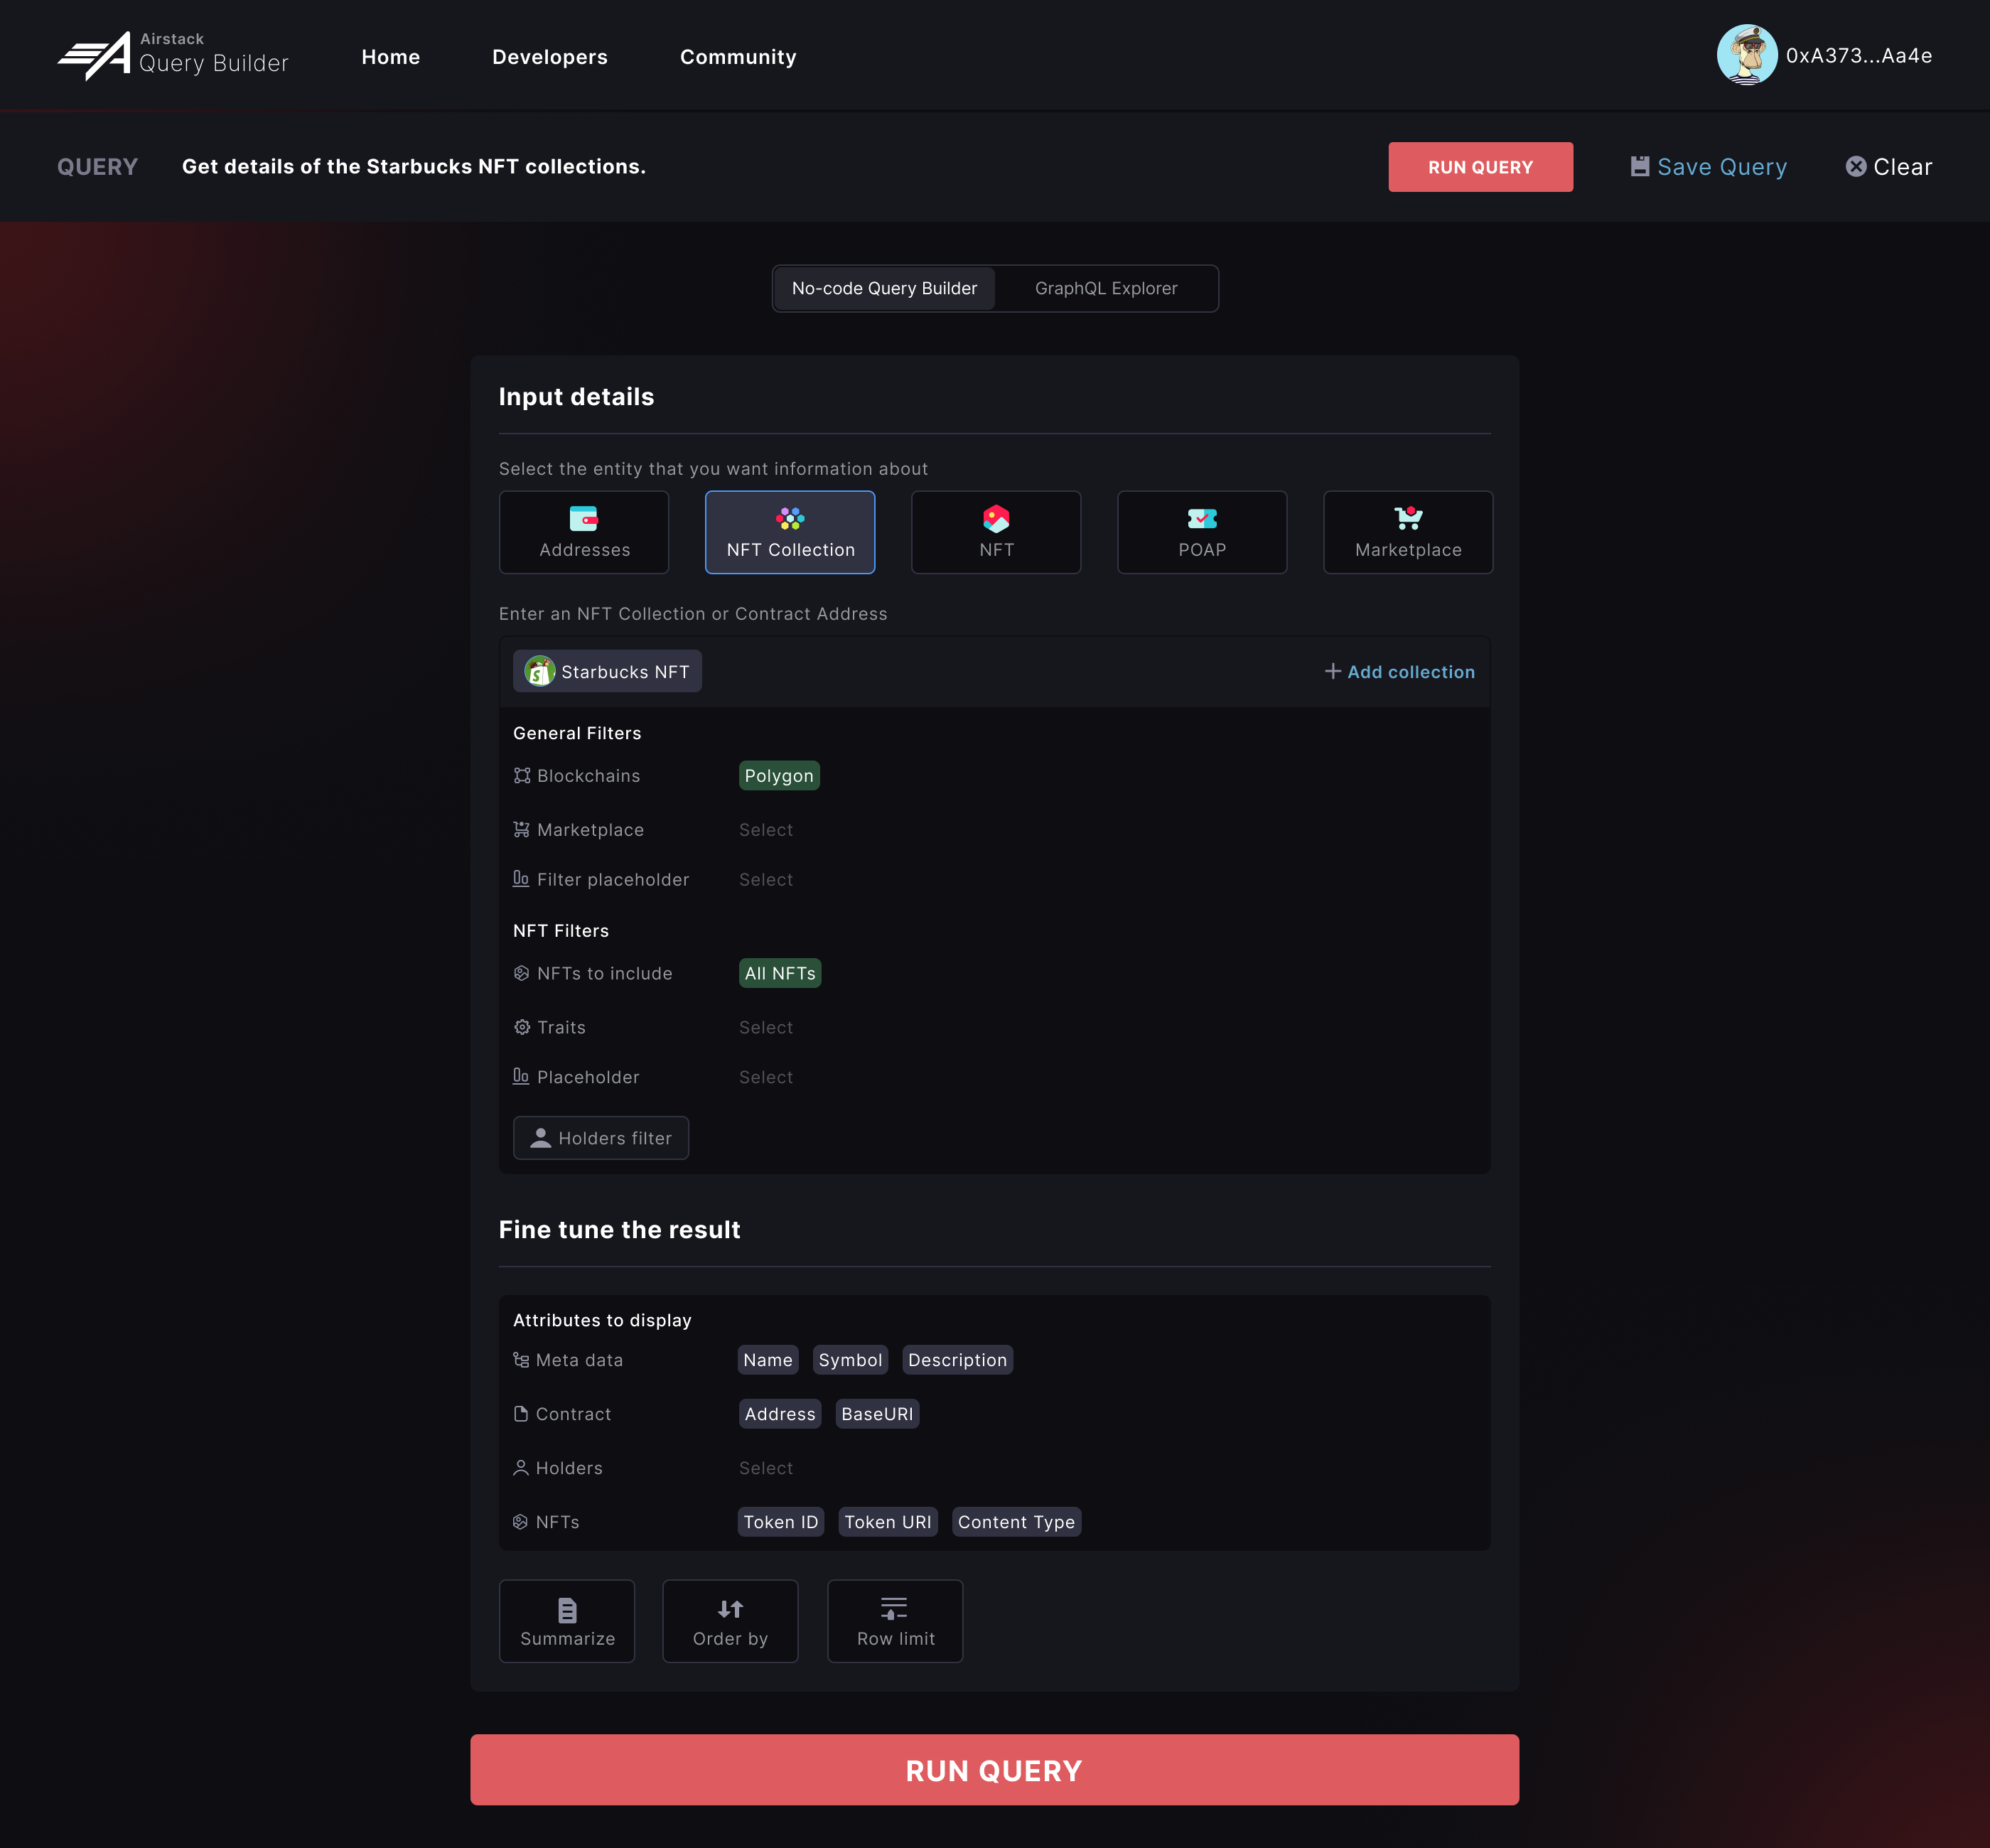 Airstack
Query Builder
Home
Developers
Community
0xA373...Aa4e
QUERY
Get details of the Starbucks NFT collections.
RUN QUERY
Save Query
Clear
No-code Query Builder
GraphQL Explorer
Input details
Select the entity that you want information about
Addresses
NFT Collection
NFT
POAP
Marketplace
Enter an NFT Collection or Contract Address
Starbucks NFT
Add collection
General Filters
Blockchains
Polygon
Marketplace
Select
Filter placeholder
Select
NFT Filters
NFTs to include
All NFTs
Traits
Select
Placeholder
Select
Holders filter
Fine tune the result
Attributes to display
Meta data
Name
Symbol
Description
Contract
Address
BaseURI
Holders
Select
NFTs
Token ID
Token URI
Content Type
Summarize
Order by
Row limit
RUN QUERY